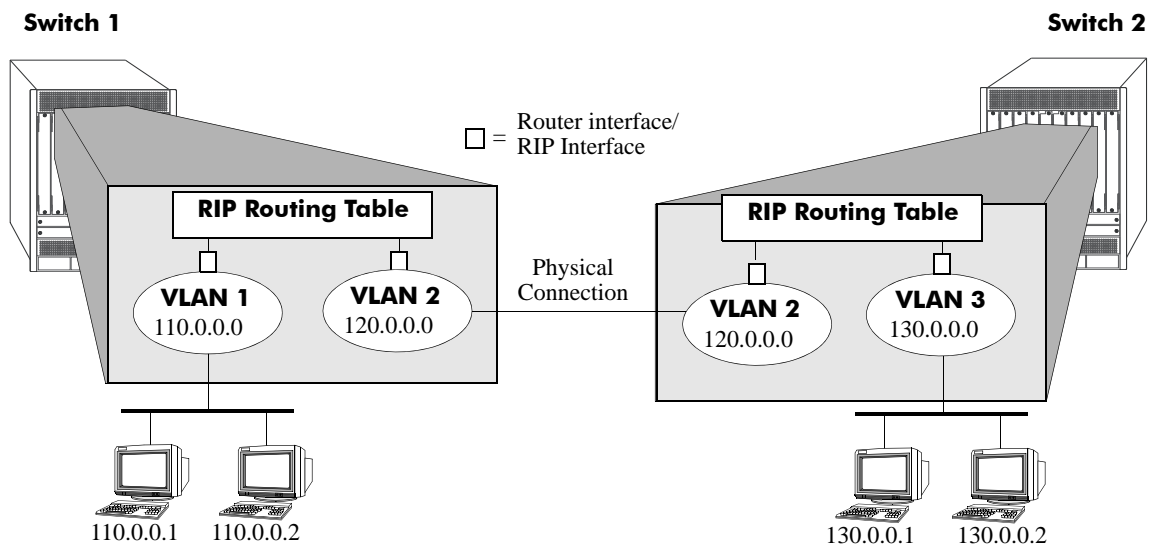 Switch 1
Switch 2
= Router interface/
RIP Interface
RIP Routing Table
VLAN 1
110.0.0.0
VLAN 2
120.0.0.0
Physical
Connection
RIP Routing Table
VLAN 2
120.0.0.0
VLAN 3
130.0.0.0
110.0.0.1
110.0.0.2
130.0.0.1
130.0.0.2